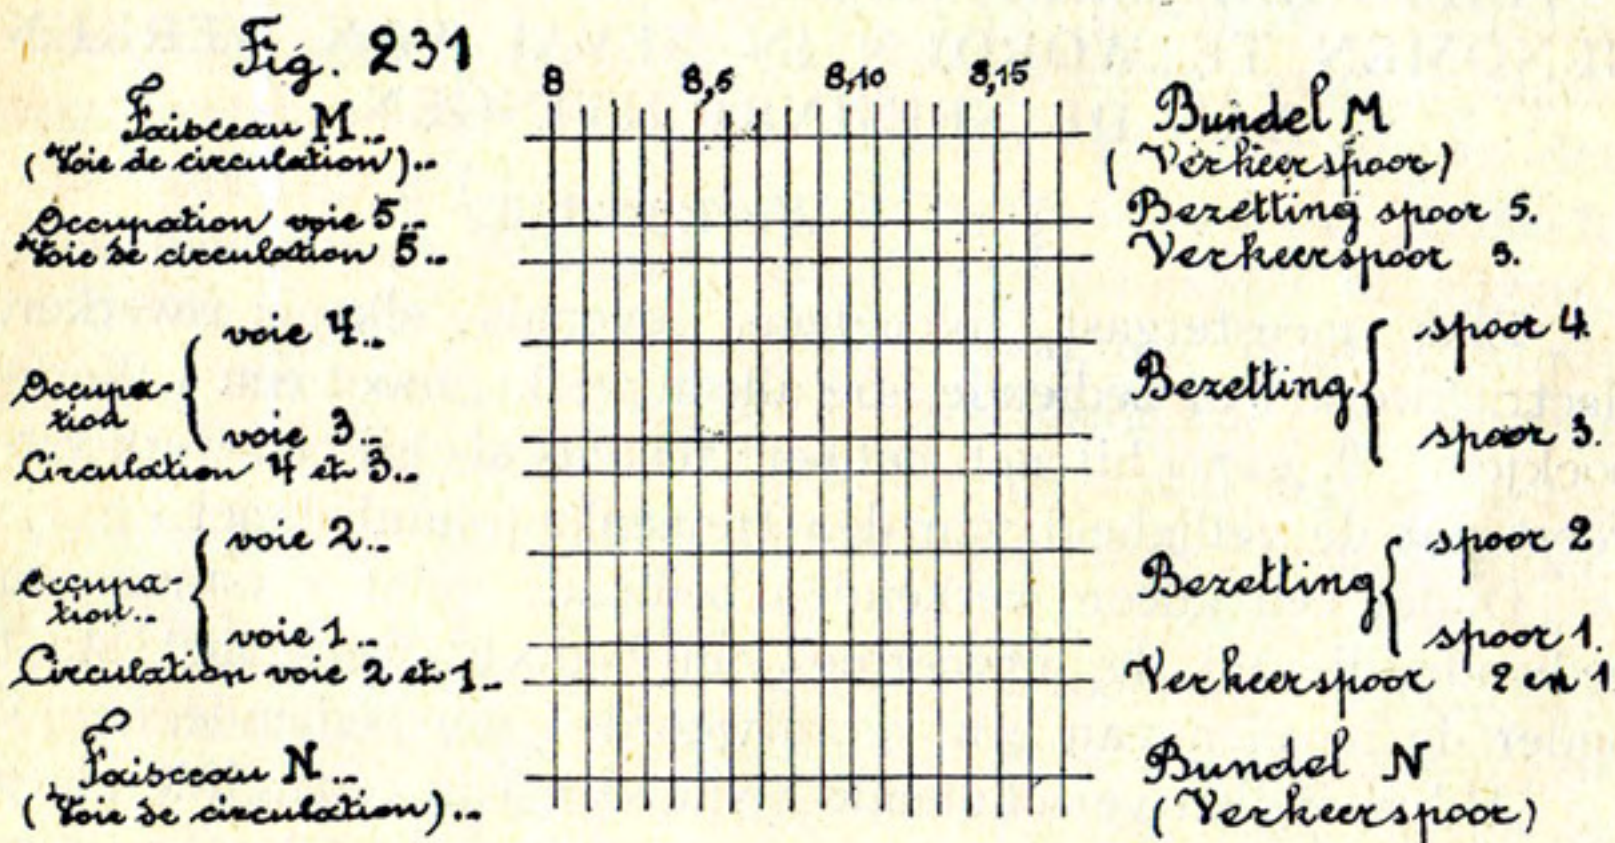 Fig. 231
8 8,5 8,10 8,15
Faisceau M..
(Voie de circulation)..
Occupation voie 5..
Voie de circulation 5..
voie 4..
Occupa-
tion
voie 3..
Circulation 4 et 3..
voie 2..
Occupa-
tion..
voie 1..
Circulation voie 2 et 1..
Faisceau N..
(Voie de circulation)..
Bundel M
(Verkeerspoor)
Bezetting spoor 5.
Verkeerspoor 5.
spoor 4.
Bezetting
spoor 3.
spoor 2
Bezetting
spoor 1.
Verkeerspoor 2 en 1
Bundel N
(Verkeerspoor)